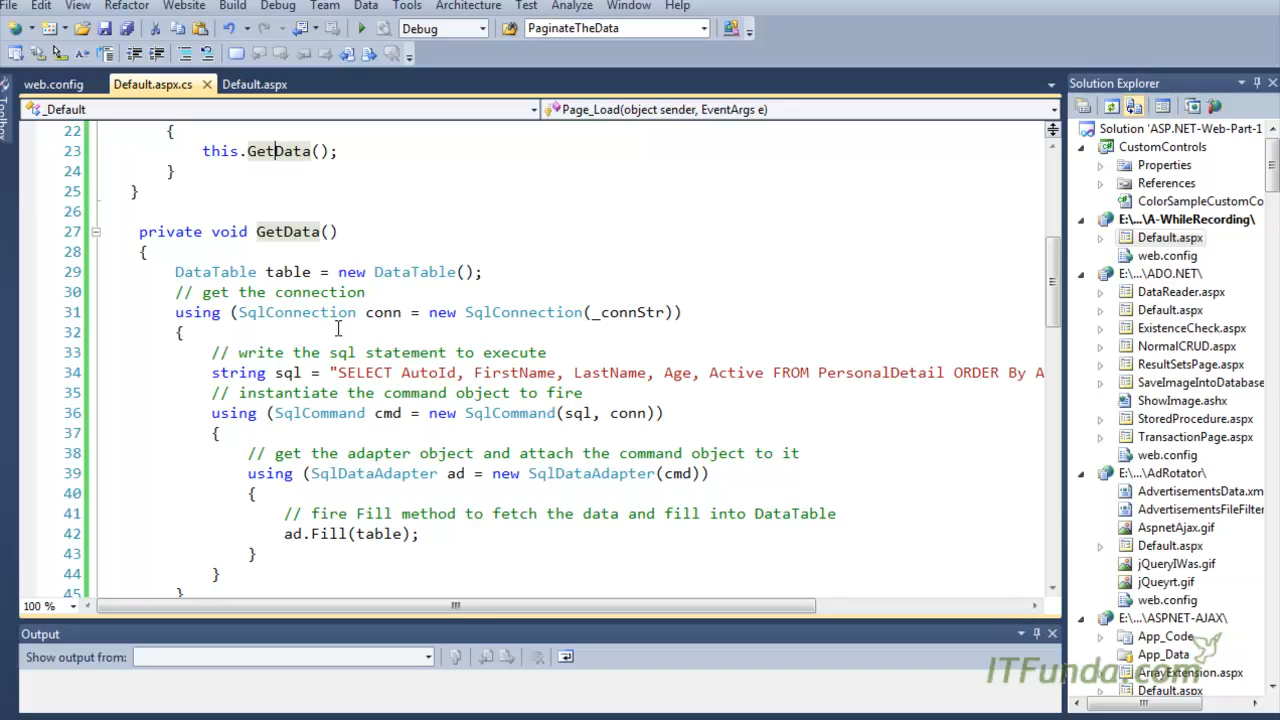 File Edit View Refactor Website Build Debug Team Data Tools Architecture Test Analyze Window Help
Debug PaginateTheData
web.config Default.aspx.cs Default.aspx
_Default Page_Load(object sender, EventArgs e)
Toolbox
22 {
23 this.GetData();
24 }
25 }
26
27 private void GetData()
28 {
29 DataTable table = new DataTable();
30 // get the connection
31 using (SqlConnection conn = new SqlConnection(_connStr))
32 {
33 // write the sql statement to execute
34 string sql = "SELECT AutoId, FirstName, LastName, Age, Active FROM PersonalDetail ORDER By A
35 // instantiate the command object to fire
36 using (SqlCommand cmd = new SqlCommand(sql, conn))
37 {
38 // get the adapter object and attach the command object to it
39 using (SqlDataAdapter ad = new SqlDataAdapter(cmd))
40 {
41 // fire Fill method to fetch the data and fill into DataTable
42 ad.Fill(table);
43 }
44 }
45 }
100 %
Output
Show output from:
Solution Explorer
Solution 'ASP.NET-Web-Part-1
CustomControls
Properties
References
ColorSampleCustomCo
E:\...\A-WhileRecording\
Default.aspx
web.config
E:\...\ADO.NET\
DataReader.aspx
Default.aspx
ExistenceCheck.aspx
NormalCRUD.aspx
ResultSetsPage.aspx
SaveImageIntoDatabase
ShowImage.ashx
StoredProcedure.aspx
TransactionPage.aspx
web.config
E:\...\AdRotator\
AdvertisementsData.xm
AdvertisementsFileFilter
AspnetAjax.gif
Default.aspx
jQueryIWas.gif
jQueyrt.gif
web.config
E:\...\ASPNET-AJAX\
App_Code
App_Data
ArrayExtension.aspx
Default.aspx
ITFunda.com